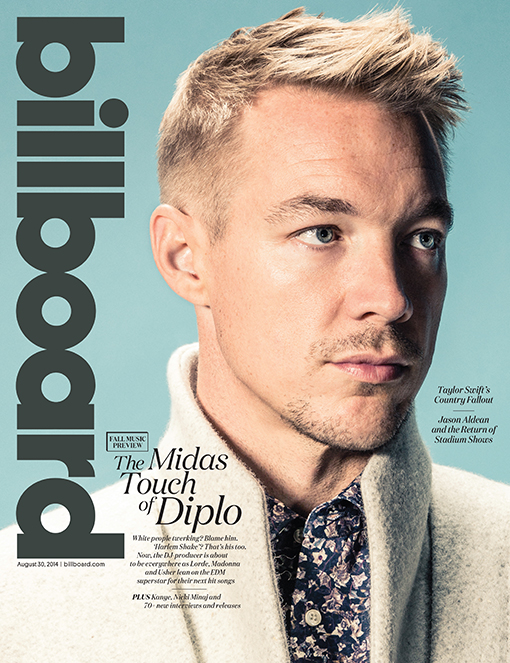 billboard
Taylor Swift's
Country Fallout
Jason Aldean
and the Return of
Stadium Shows
FALL MUSIC
PREVIEW
The Midas
Touch
of Diplo
White people twerking? Blame him.
'Harlem Shake'? That's his too.
Now, the DJ-producer is about
to be everywhere as Lorde, Madonna
and Usher lean on the EDM
superstar for their next hit songs
PLUS Kanye, Nicki Minaj and
70+ new interviews and releases
August 30, 2014 | billboard.com